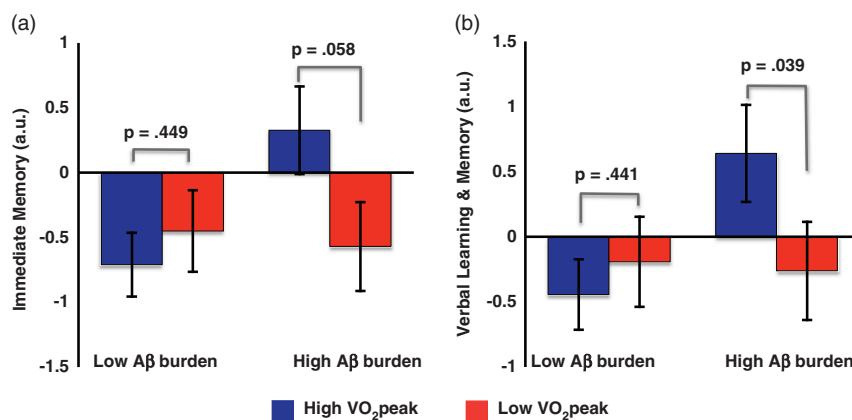 (a)
Immediate Memory (a.u.)
1
0.5
0
-0.5
-1
-1.5
p = .449
p = .058
Low Aβ burden
High Aβ burden
(b)
Verbal Learning & Memory (a.u.)
1.5
1
0.5
0
-0.5
-1
p = .441
p = .039
Low Aβ burden
High Aβ burden
High VO₂peak
Low VO₂peak